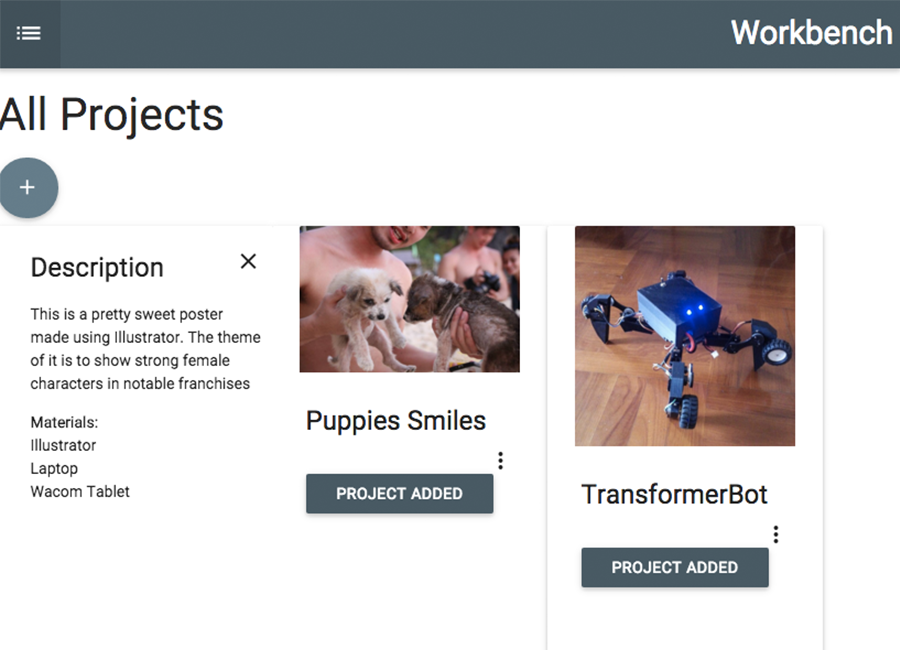 Workbench
All Projects
Description
This is a pretty sweet poster
made using Illustrator. The theme
of it is to show strong female
characters in notable franchises
Materials:
Illustrator
Laptop
Wacom Tablet
Puppies Smiles
PROJECT ADDED
TransformerBot
PROJECT ADDED